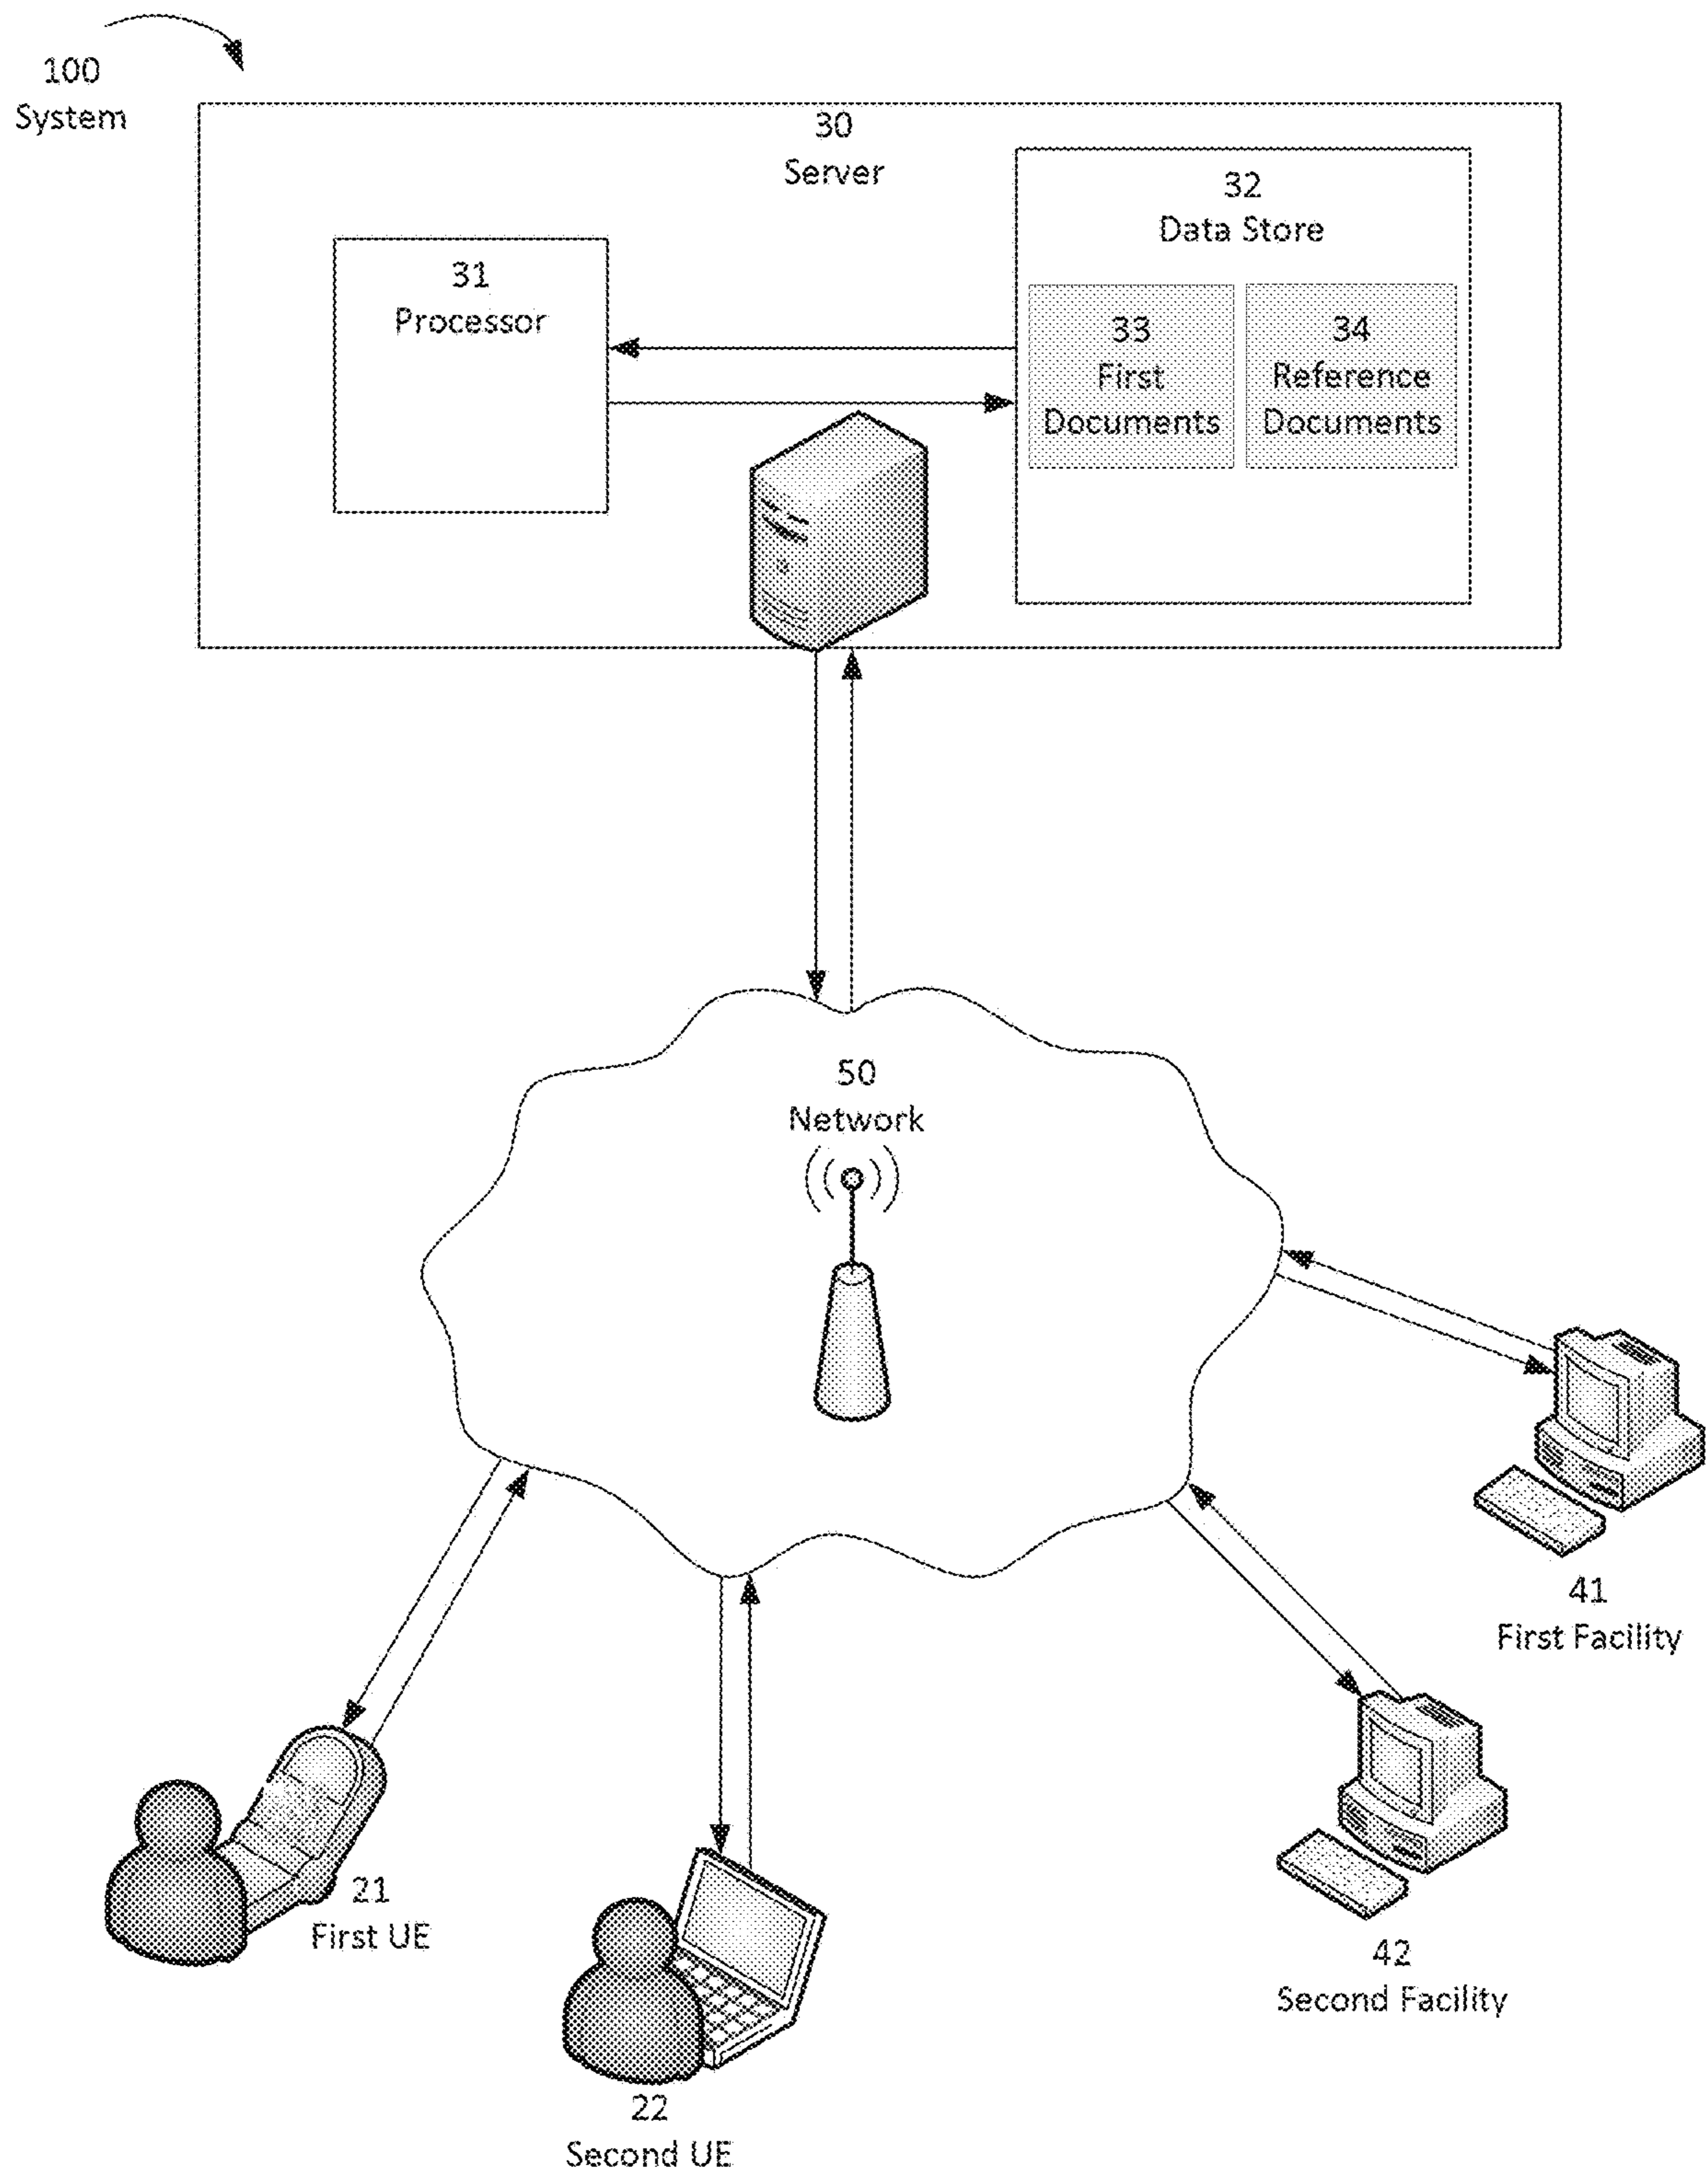 100
System
30
Server
31
Processor
32
Data Store
33
First
Documents
34
Reference
Documents
50
Network
41
First Facility
21
First UE
42
Second Facility
22
Second UE